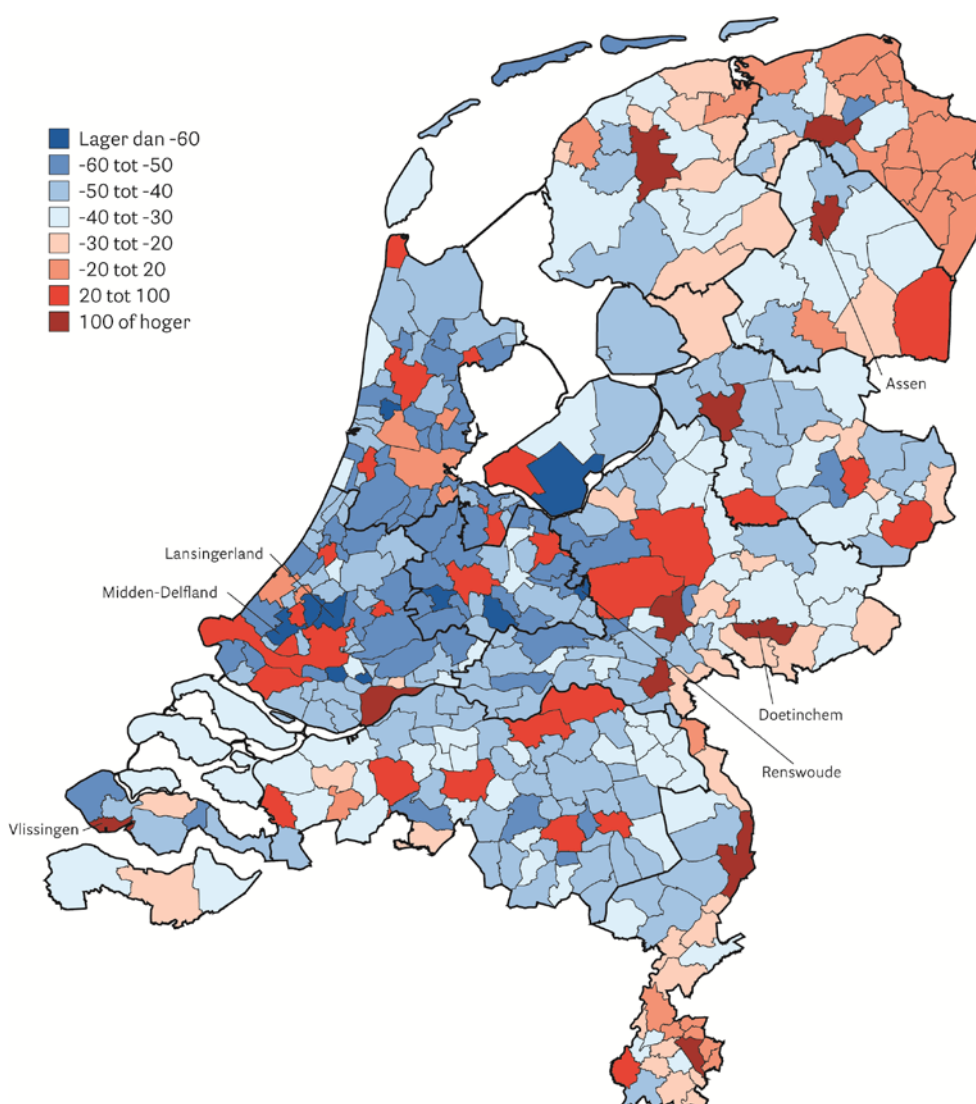 Lager dan -60
-60 tot -50
-50 tot -40
-40 tot -30
-30 tot -20
-20 tot 20
20 tot 100
100 of hoger
Assen
Lansingerland
Midden-Delfland
Doetinchem
Renswoude
Vlissingen